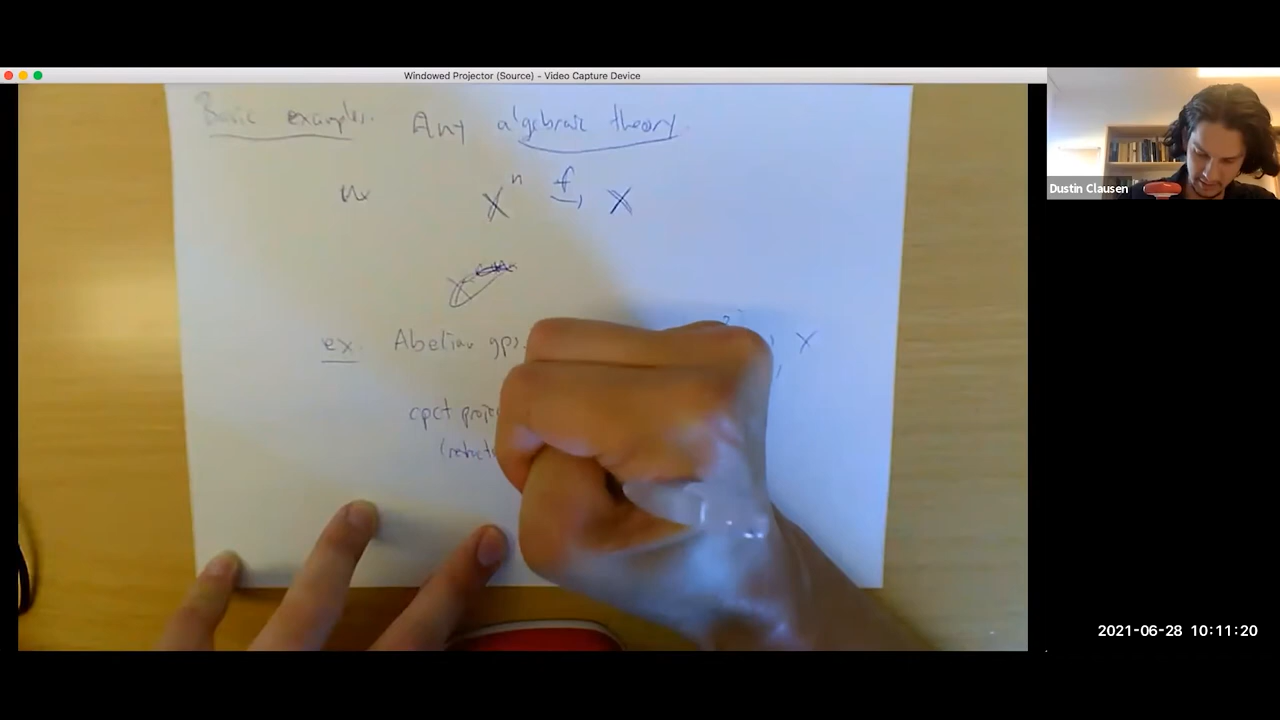 Windowed Projector (Source) - Video Capture Device
Basic examples. Any algebraic theory.
Xⁿ f→ X
Dustin Clausen
ex. Abelian gps. X
cpct
2021-06-28 10:11:20